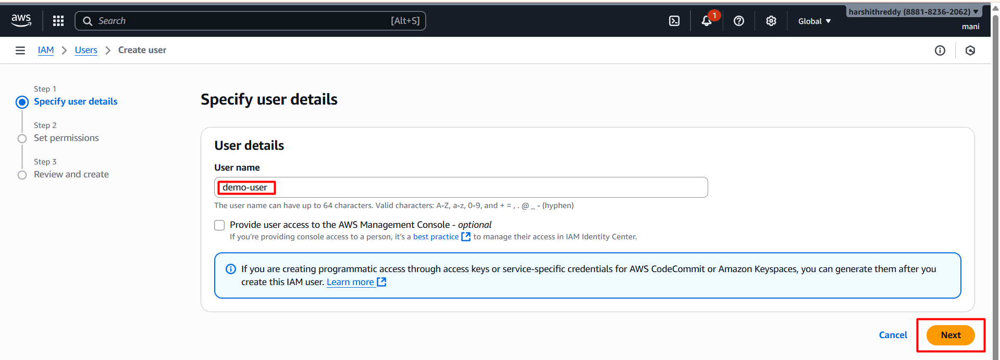 aws
Search [Alt+S]
1
Global
harshithreddy (8881-8236-2062)
mani
IAM Users Create user
Step 1
Specify user details
Step 2
Set permissions
Step 3
Review and create
Specify user details
User details
User name
demo-user
The user name can have up to 64 characters. Valid characters: A-Z, a-z, 0-9, and + = , . @ _ - (hyphen)
Provide user access to the AWS Management Console - optional
If you're providing console access to a person, it's a best practice to manage their access in IAM Identity Center.
If you are creating programmatic access through access keys or service-specific credentials for AWS CodeCommit or Amazon Keyspaces, you can generate them after you
create this IAM user. Learn more
Cancel
Next